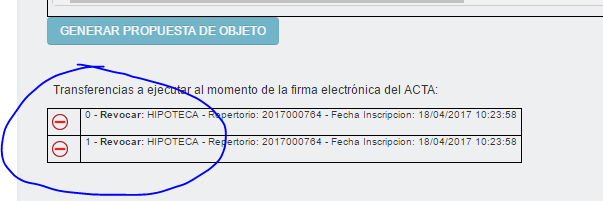 GENERAR PROPUESTA DE OBJETO
Transferencias a ejecutar al momento de la firma electrónica del ACTA:
0 - Revocar: HIPOTECA - Repertorio: 2017000764 - Fecha Inscripcion: 18/04/2017 10:23:58
1 - Revocar: HIPOTECA - Repertorio: 2017000764 - Fecha Inscripcion: 18/04/2017 10:23:58